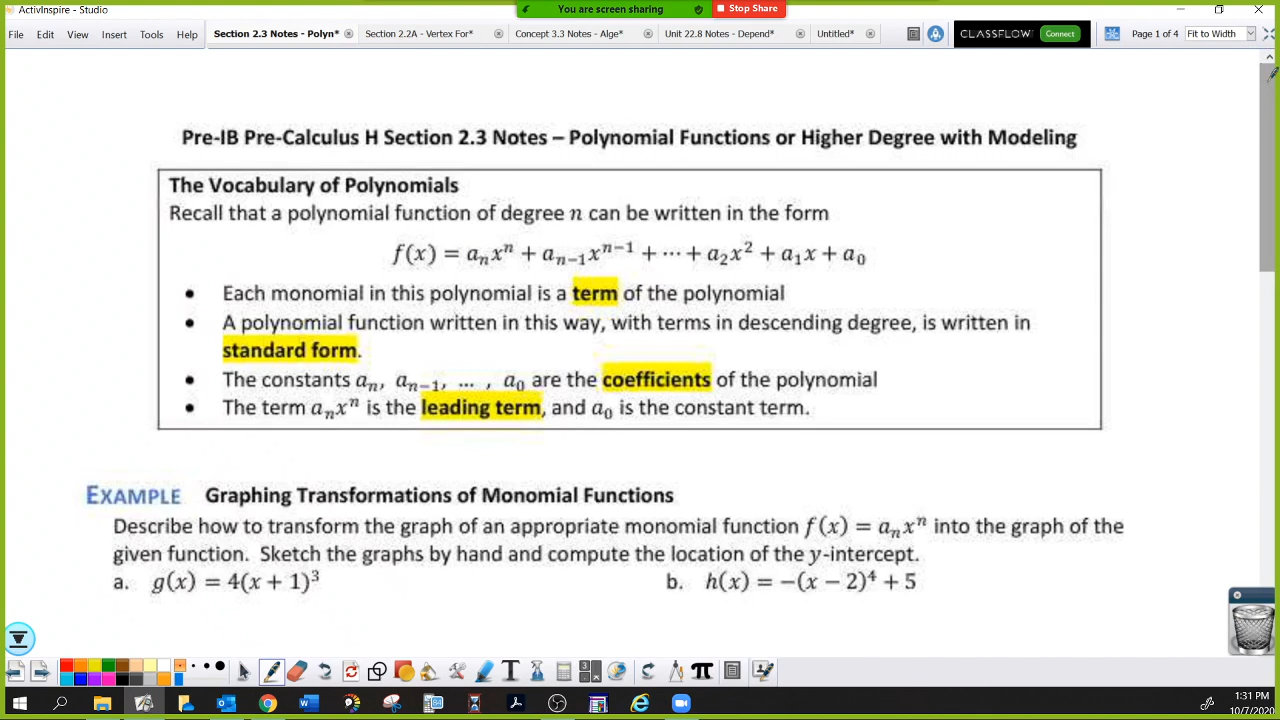 ActivInspire - Studio
You are screen sharing
Stop Share
File Edit View Insert Tools Help
Section 2.3 Notes - Polyn* Section 2.2A - Vertex For* Concept 3.3 Notes - Alge* Unit 22.8 Notes - Depend* Untitled*
CLASSFLOW Connect
Page 1 of 4 Fit to Width
Pre-IB Pre-Calculus H Section 2.3 Notes – Polynomial Functions or Higher Degree with Modeling
The Vocabulary of Polynomials
Recall that a polynomial function of degree n can be written in the form
f(x) = aₙxⁿ + aₙ₋₁xⁿ⁻¹ + ⋯ + a₂x² + a₁x + a₀
• Each monomial in this polynomial is a term of the polynomial
• A polynomial function written in this way, with terms in descending degree, is written in
standard form.
• The constants aₙ, aₙ₋₁, … , a₀ are the coefficients of the polynomial
• The term aₙxⁿ is the leading term, and a₀ is the constant term.
EXAMPLE Graphing Transformations of Monomial Functions
Describe how to transform the graph of an appropriate monomial function f(x) = aₙxⁿ into the graph of the
given function. Sketch the graphs by hand and compute the location of the y-intercept.
a. g(x) = 4(x + 1)³
b. h(x) = −(x − 2)⁴ + 5
1:31 PM
10/7/2020